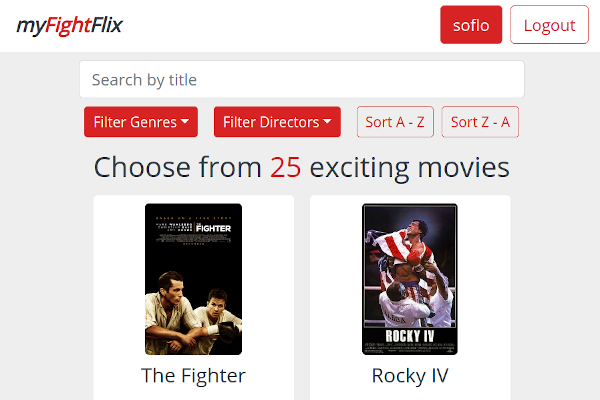 myFightFlix
soflo
Logout
Search by title
Filter Genres
Filter Directors
Sort A - Z
Sort Z - A
Choose from 25 exciting movies
BASED ON A TRUE STORY
THE FIGHTER
ROCKY IV
The Fighter
Rocky IV